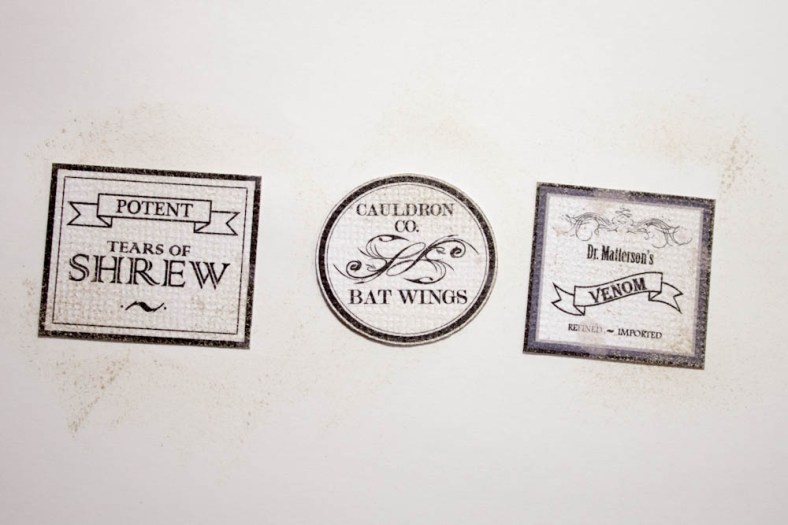 POTENT
TEARS OF
SHREW
CAULDRON
CO.
BAT WINGS
Dr. Matterson's
VENOM
REFINED ~ IMPORTED